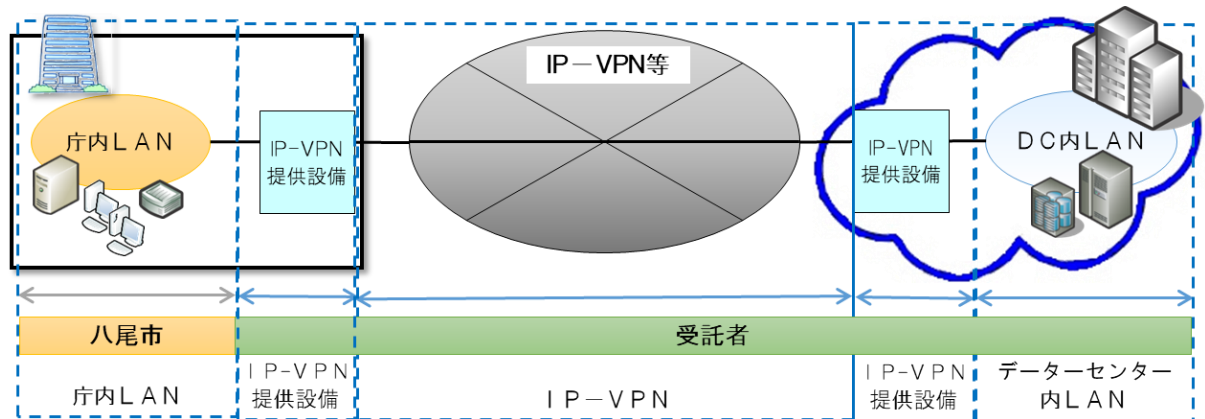 IP－VPN等
庁内ＬＡＮ
IP-VPN
提供設備
IP-VPN
提供設備
ＤＣ内ＬＡＮ
八尾市
受託者
庁内ＬＡＮ
ＩＰ-ＶＰＮ
提供設備
ＩＰ－ＶＰＮ
ＩＰ-ＶＰＮ
提供設備
データーセンター
内ＬＡＮ